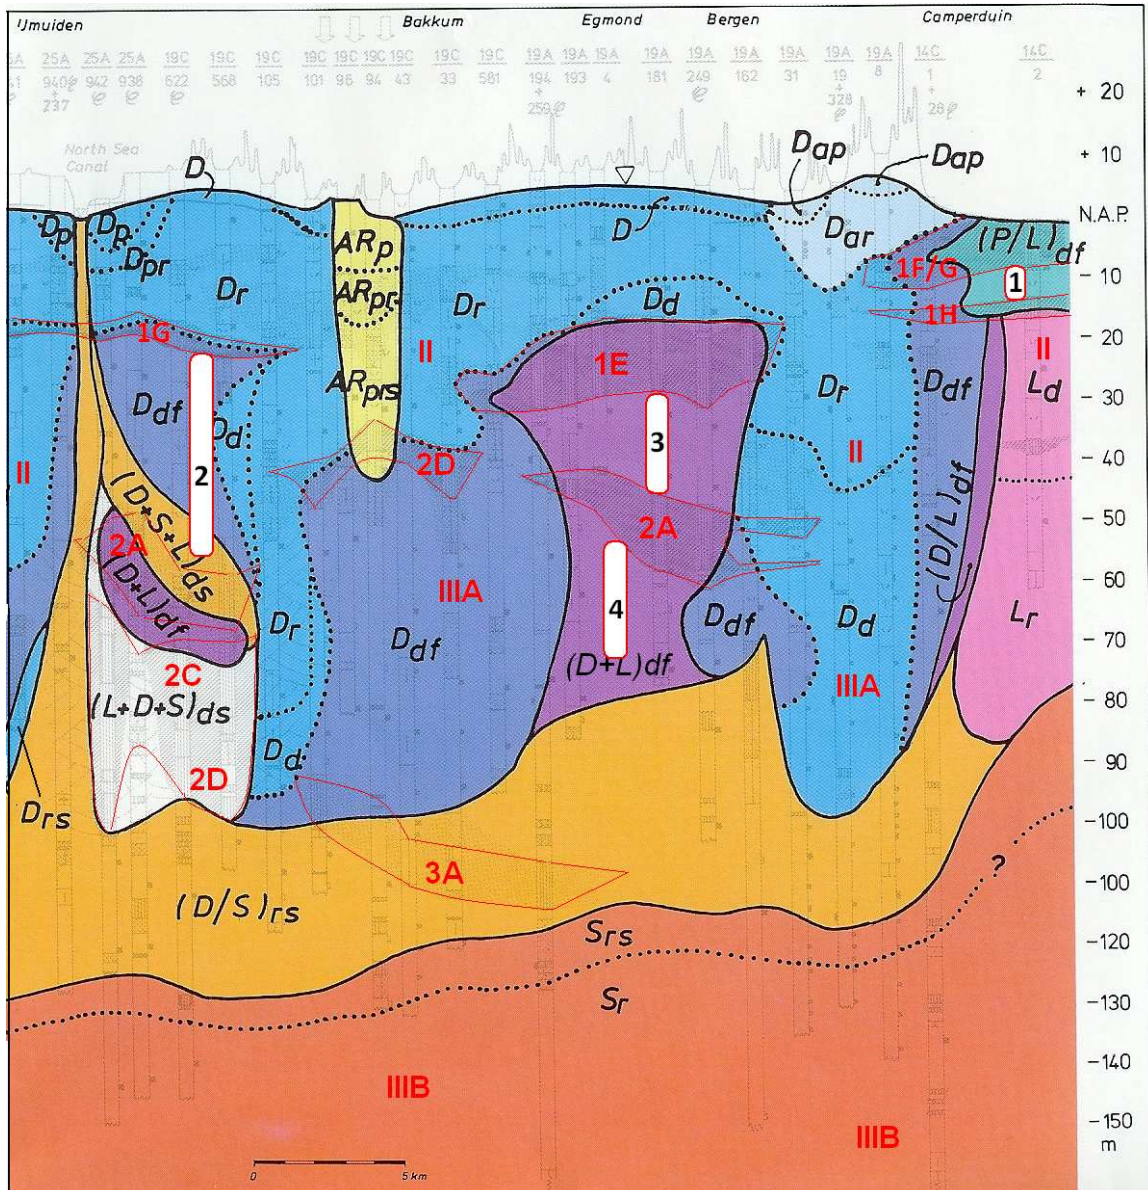 IJmuiden Bakkum Egmond Bergen Camperduin
25A 25A 25A 19C 19C 19C 19C 19C 19C 19C 19C 19C 19A 19A 19A 19A 19A 19A 19A 19A 19A 14C 14C
940 942 938 622 568 105 101 96 94 43 33 581 194 193 4 181 249 162 31 19 8 1 2
+ + +
237 259 328 28
+ 20
North Sea
Canal
+ 10
D Dap Dap
N.A.P.
Dp Dp Dpr Dr
ARp
ARpr
ARprs
D
Dar
(P/L)df
1F/G
1
- 10
Dr Dd
1H
1G
- 20
II
1E
II
Ld
Ddf
Dd
2
Dr
Ddf
3
- 30
II
II
- 40
2D
(D+S+L)ds
2A
2A
(D/L)df
- 50
(D+L)df
IIIA
4
- 60
Dr
Ddf
Ddf
Dd
Lr
(D+L)df
- 70
2C
(L+D+S)ds
IIIA
- 80
Dd
2D
- 90
Drs
- 100
3A
?
(D/S)rs
- 110
Srs
- 120
Sr
- 130
IIIB
- 140
IIIB
- 150
m
0 5 km